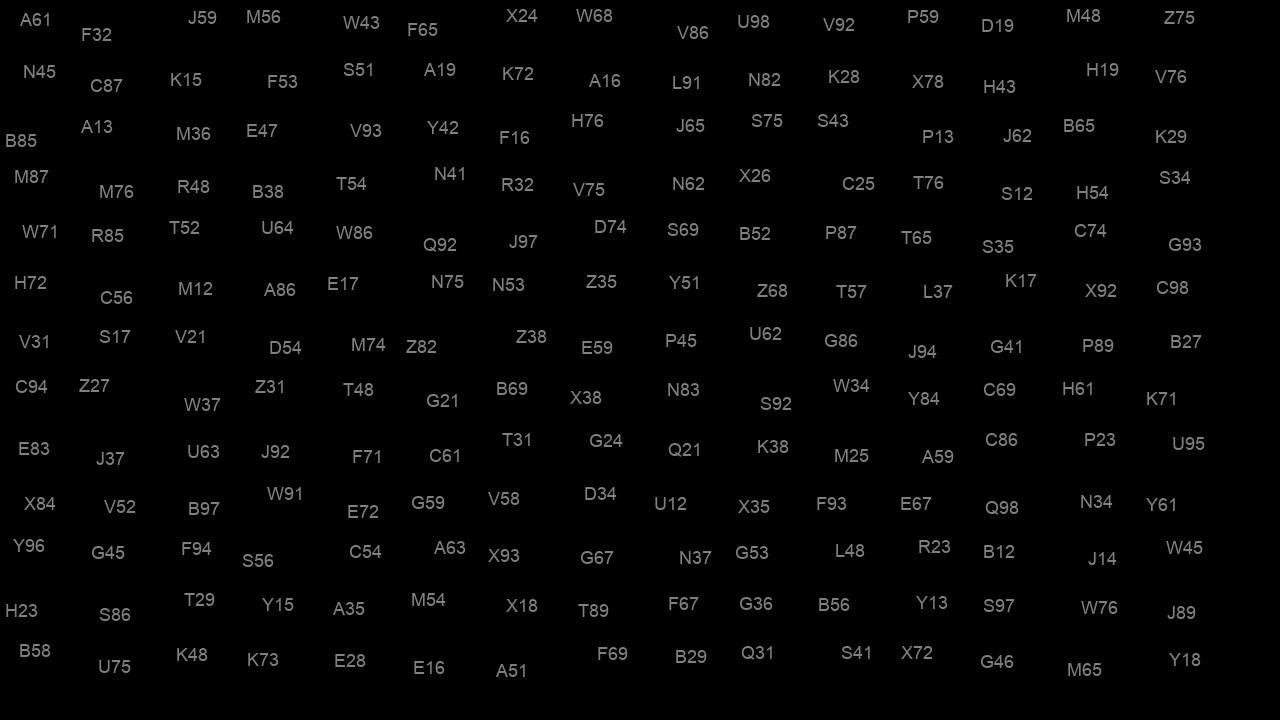 A61 F32 J59 M56 W43 F65 X24 W68 V86 U98 V92 P59 D19 M48 Z75
N45 C87 K15 F53 S51 A19 K72 A16 L91 N82 K28 X78 H43 H19 V76
B85 A13 M36 E47 V93 Y42 F16 H76 J65 S75 S43 P13 J62 B65 K29
M87 M76 R48 B38 T54 N41 R32 V75 N62 X26 C25 T76 S12 H54 S34
W71 R85 T52 U64 W86 Q92 J97 D74 S69 B52 P87 T65 S35 C74 G93
H72 C56 M12 A86 E17 N75 N53 Z35 Y51 Z68 T57 L37 K17 X92 C98
V31 S17 V21 D54 M74 Z82 Z38 E59 P45 U62 G86 J94 G41 P89 B27
C94 Z27 W37 Z31 T48 G21 B69 X38 N83 S92 W34 Y84 C69 H61 K71
E83 J37 U63 J92 F71 C61 T31 G24 Q21 K38 M25 A59 C86 P23 U95
X84 V52 B97 W91 E72 G59 V58 D34 U12 X35 F93 E67 Q98 N34 Y61
Y96 G45 F94 S56 C54 A63 X93 G67 N37 G53 L48 R23 B12 J14 W45
H23 S86 T29 Y15 A35 M54 X18 T89 F67 G36 B56 Y13 S97 W76 J89
B58 U75 K48 K73 E28 E16 A51 F69 B29 Q31 S41 X72 G46 M65 Y18